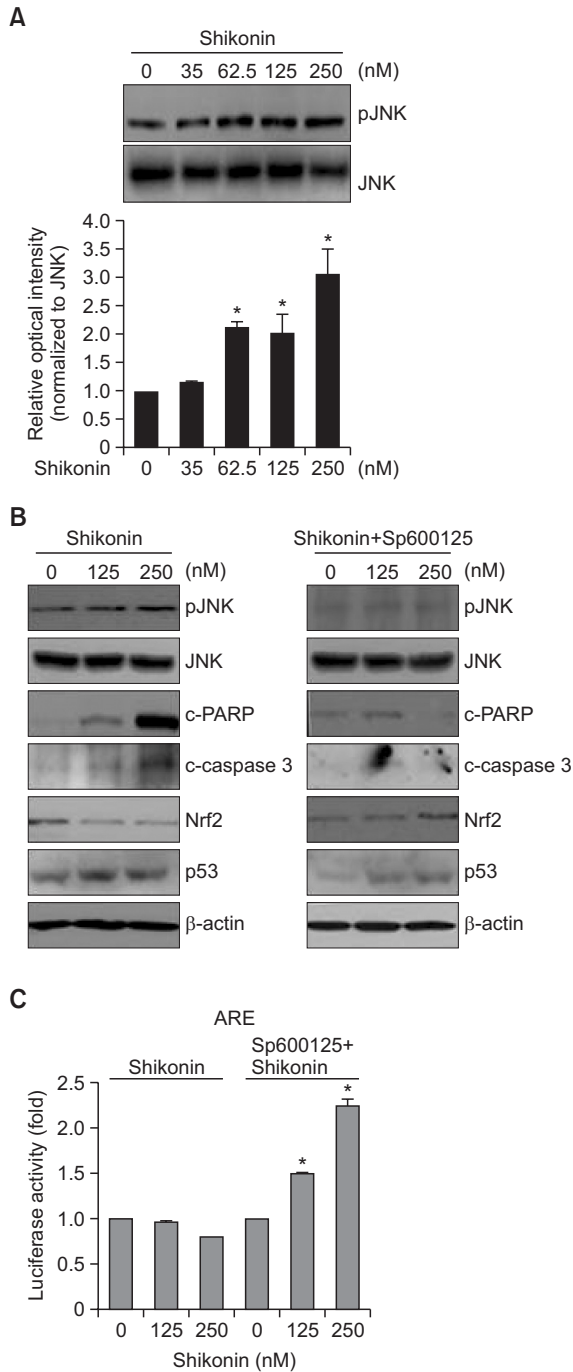 A
Shikonin
0 35 62.5 125 250 (nM)
pJNK
JNK
Relative optical intensity
(normalized to JNK)
4.0
3.5
3.0
2.5
2.0
1.5
1.0
0.5
0
*
*
*
Shikonin 0 35 62.5 125 250 (nM)
B
Shikonin
0 125 250 (nM)
pJNK
JNK
c-PARP
c-caspase 3
Nrf2
p53
β-actin
Shikonin+Sp600125
0 125 250 (nM)
pJNK
JNK
c-PARP
c-caspase 3
Nrf2
p53
β-actin
C
ARE
Shikonin
Sp600125+
Shikonin
Luciferase activity (fold)
2.5
2.0
1.5
1.0
0.5
0
*
*
0 125 250 0 125 250
Shikonin (nM)